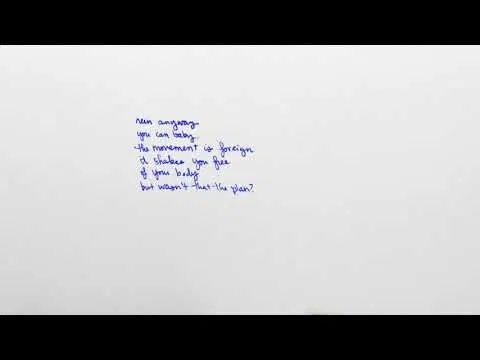 run anyway
you can baby
the movement is foreign
it shakes you free
of your body
but wasn't that the plan?